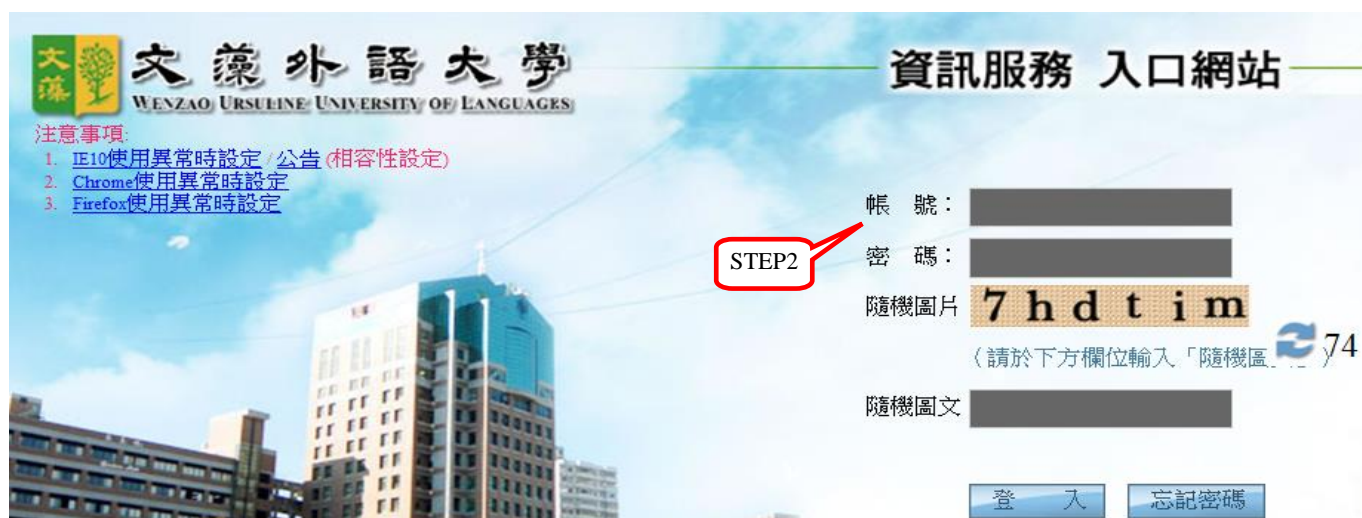 文藻
文藻外語大學
WENZAO URSULINE UNIVERSITY OF LANGUAGES
資訊服務 入口網站
注意事項:
1. IE10使用異常時設定 / 公告 (相容性設定)
2. Chrome使用異常時設定
3. Firefox使用異常時設定
帳 號：
STEP2
密 碼：
隨機圖片 7 h d t i m
（請於下方欄位輸入「隨機圖 ） 74
隨機圖文
登 入 忘記密碼